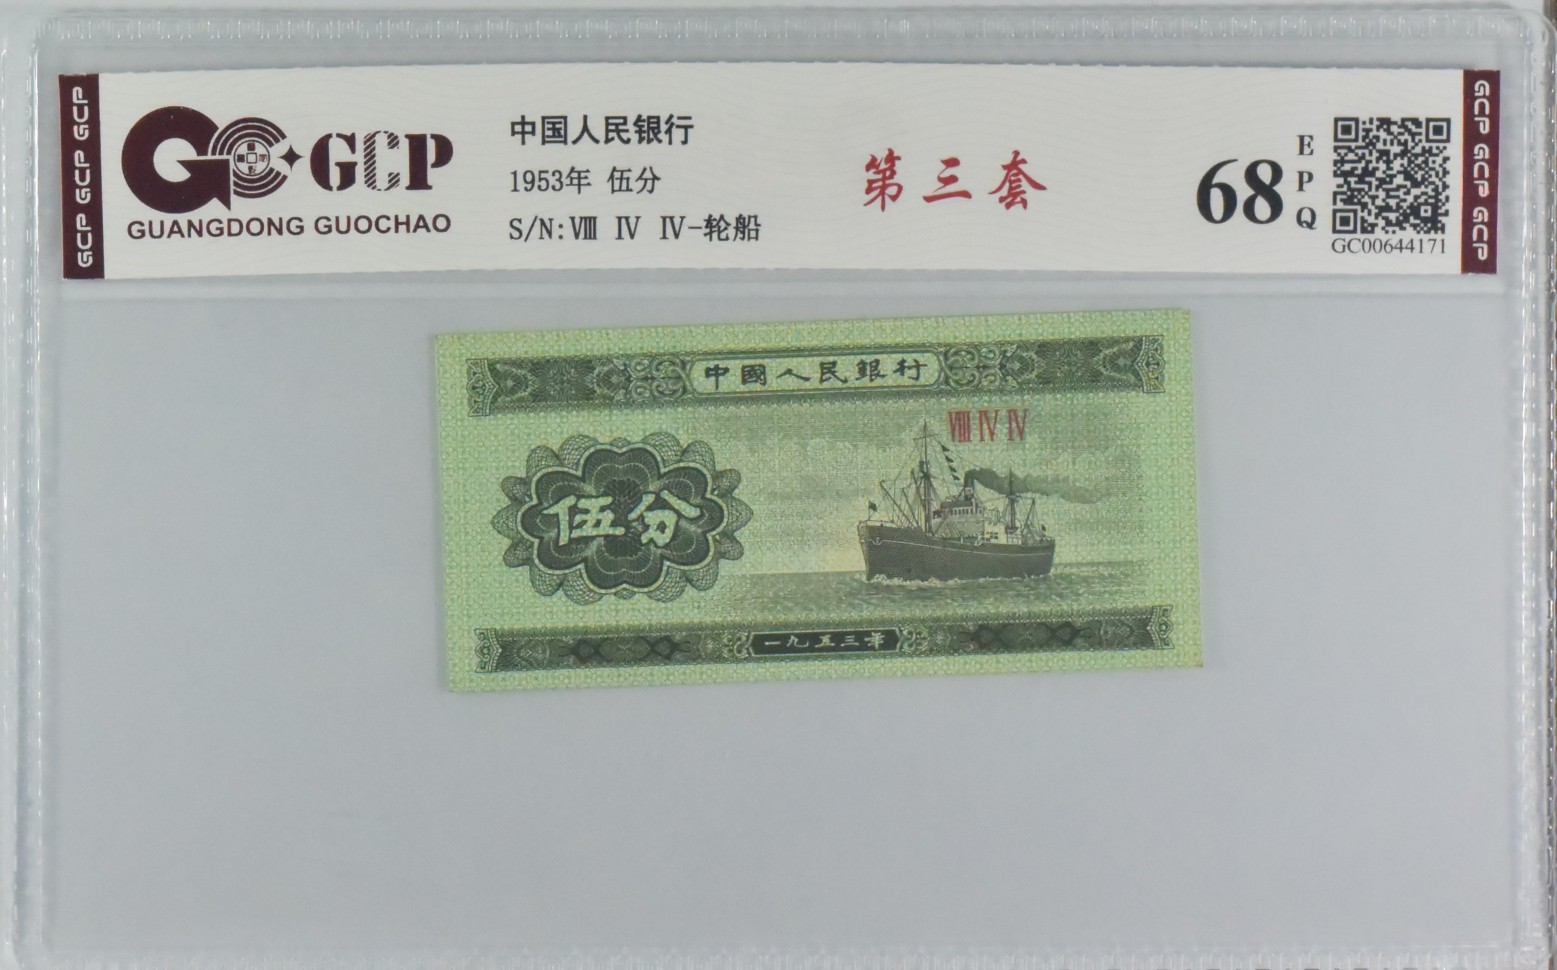 GCP GCP GCP
GCP
GUANGDONG GUOCHAO
中国人民银行
1953年 伍分
S/N:Ⅷ Ⅳ Ⅳ-轮船
第三套
68
EPQ
GC00644171
GCP GCP GCP
中國人民銀行
Ⅷ Ⅳ Ⅳ
伍分
一九五三年